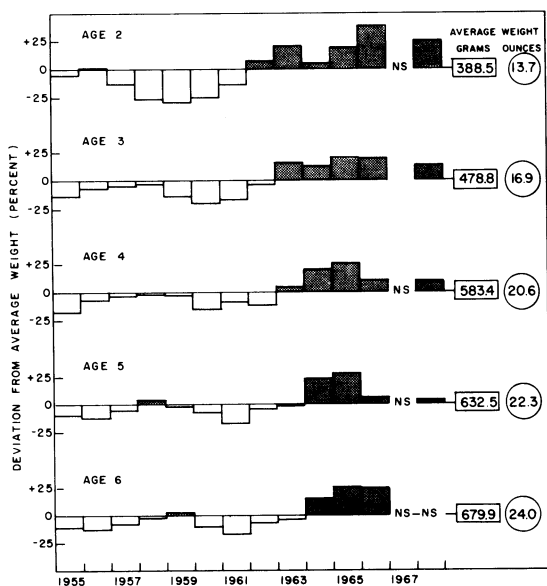 AVERAGE WEIGHT
GRAMS OUNCES
DEVIATION FROM AVERAGE WEIGHT (PERCENT)
AGE 2
+25
0
-25
NS
388.5 13.7
AGE 3
+25
0
-25
478.8 16.9
AGE 4
+25
0
-25
NS
583.4 20.6
AGE 5
+25
0
-25
NS
632.5 22.3
AGE 6
+25
0
-25
NS-NS
679.9 24.0
1955 1957 1959 1961 1963 1965 1967